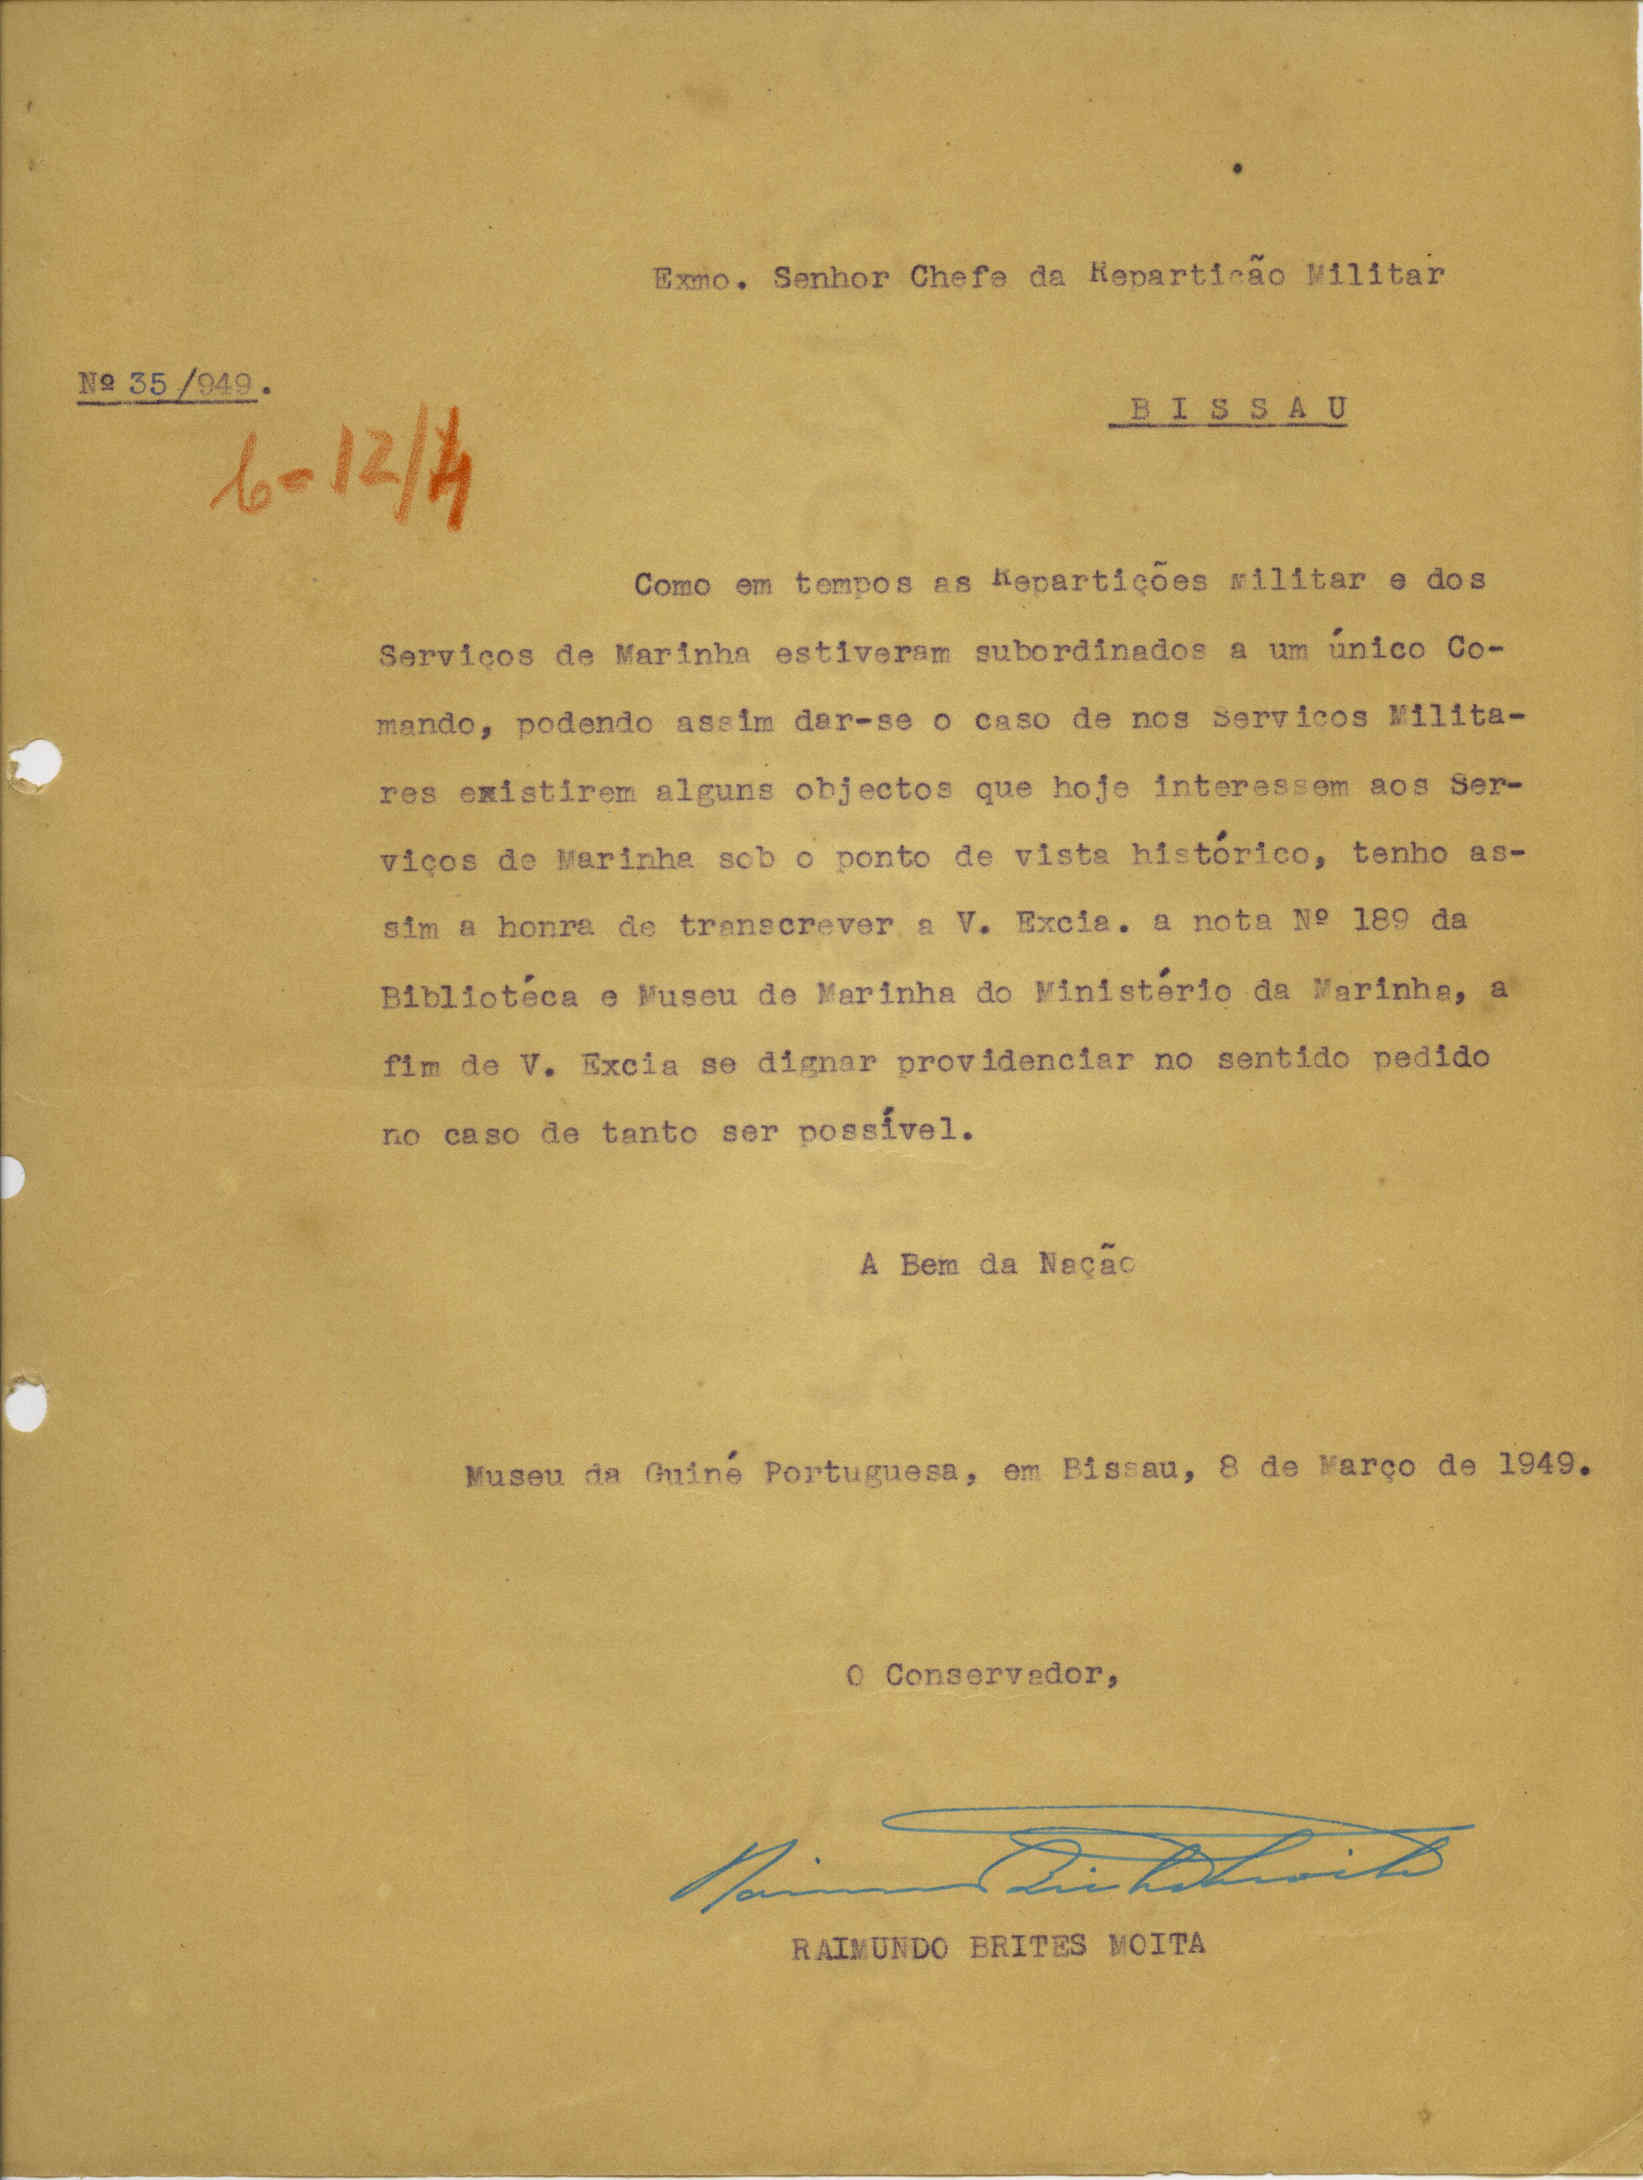 Exmo. Senhor Chefe da Repartição Militar
Nº 35/949.
B I S S A U
6-12/4
Como em tempos as Repartições Militar e dos
Serviços de Marinha estiveram subordinados a um único Co-
mando, podendo assim dar-se o caso de nos Servicos Milita-
res existirem alguns objectos que hoje interessem aos Ser-
viços de Marinha sob o ponto de vista histórico, tenho as-
sim a honra de transcrever a V. Excia. a nota Nº 189 da
Bibliotéca e Museu de Marinha do Ministério da Marinha, a
fim de V. Excia se dignar providenciar no sentido pedido
no caso de tanto ser possível.
A Bem da Nação
Museu da Guiné Portuguesa, em Bissau, 8 de Março de 1949.
O Conservador,
Raimundo Brites Moita
RAIMUNDO BRITES MOITA